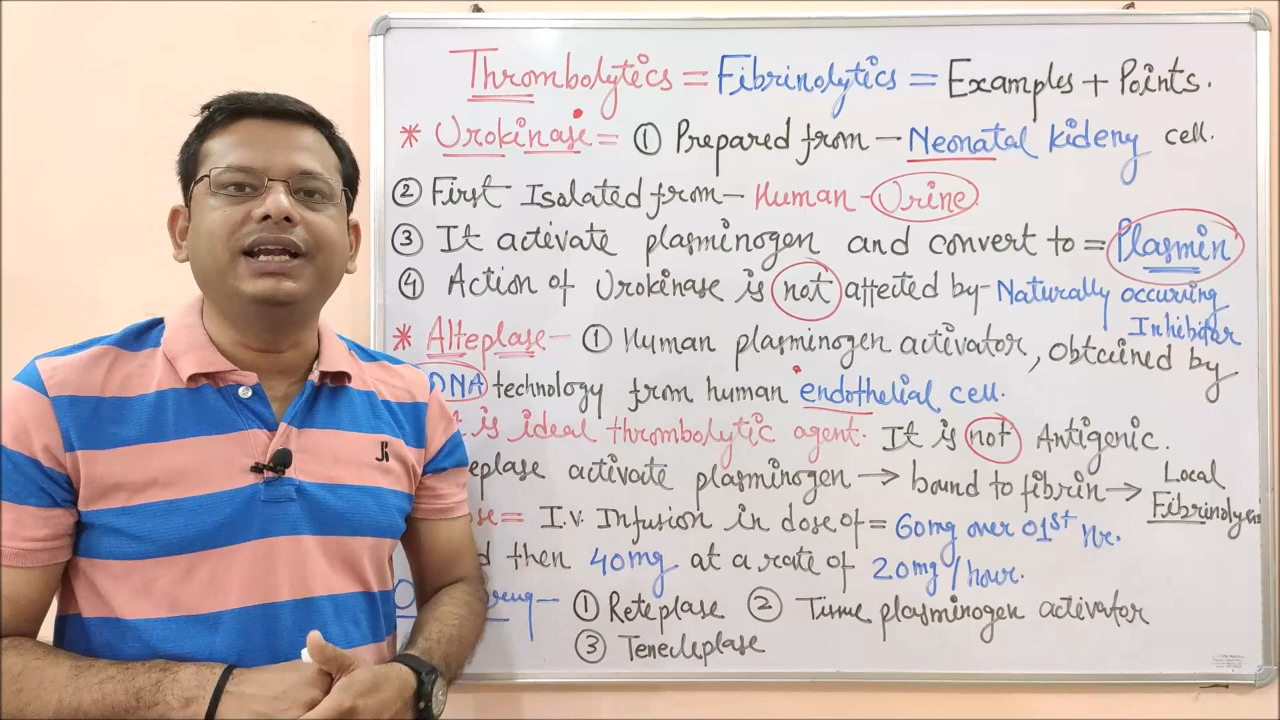 Thrombolytics = Fibrinolytics = Examples + Points.
* Urokinase = ① Prepared from — Neonatal kideny cell.
② First Isolated from — Human - Urine
③ It activate plasminogen and convert to = Plasmin
④ Action of Urokinase is not affected by - Naturally occuring
Inhibitor
* Alteplase — ① Human plasminogen activator, obtained by
DNA technology from human endothelial cell.
is ideal thrombolytic agent. It is not Antigenic.
eplase activate plasminogen → bound to fibrin → Local
Fibrinolysis
ose = I.v. Infusion in dose of = 60mg over 01st Hr.
d then 40mg at a rate of 20mg/hour.
Drug — ① Reteplase ② Tissue plasminogen activator
③ Tenecteplase